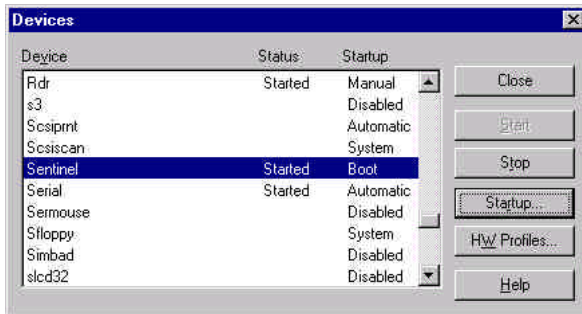 Devices
Device Status Startup
Rdr Started Manual
s3 Disabled
Scsiprnt Automatic
Scsiscan System
Sentinel Started Boot
Serial Started Automatic
Sermouse Disabled
Sfloppy System
Simbad Disabled
slcd32 Disabled
Close
Start
Stop
Startup...
HW Profiles...
Help